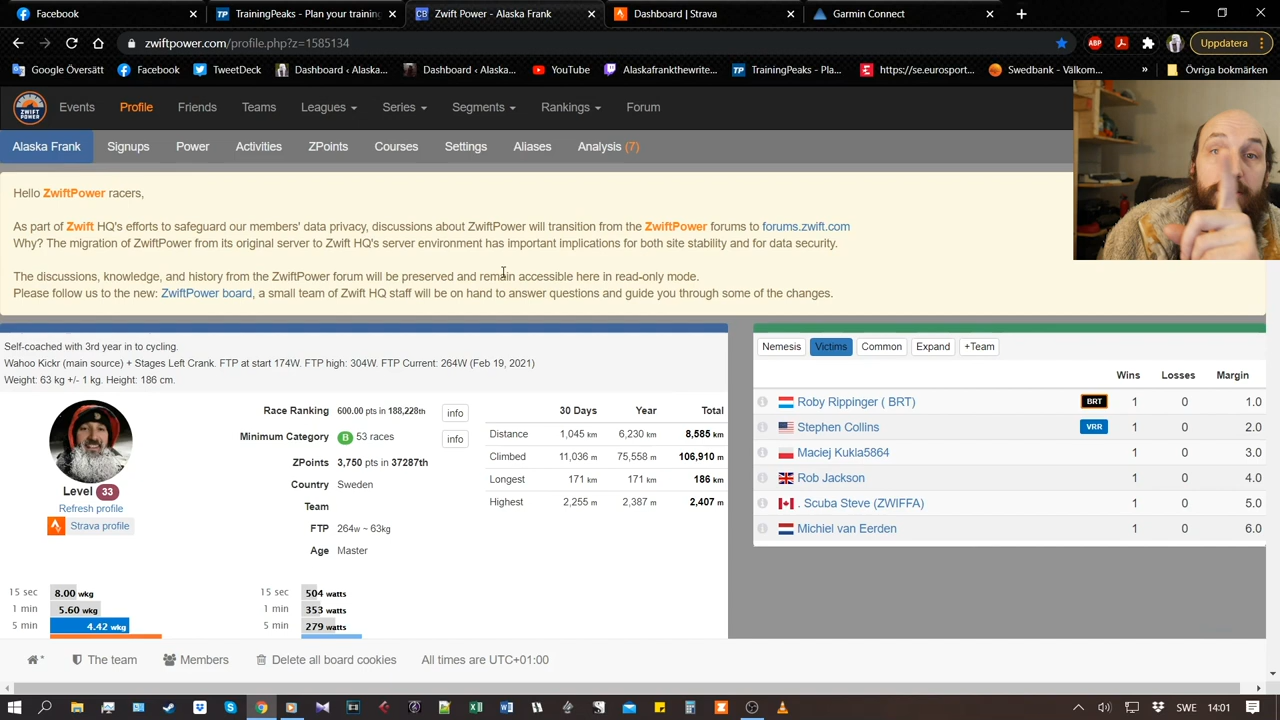 Facebook
TrainingPeaks - Plan your training
Zwift Power - Alaska Frank
Dashboard | Strava
Garmin Connect
zwiftpower.com/profile.php?z=1585134
ABP
Uppdatera
Google Översätt
Facebook
TweetDeck
Dashboard ‹ Alaska...
Dashboard ‹ Alaska...
YouTube
Alaskafrankthewrite...
TrainingPeaks - Pla...
https://se.eurosport...
Swedbank - Välkom...
»
Övriga bokmärken
ZWIFT POWER
Events
Profile
Friends
Teams
Leagues
Series
Segments
Rankings
Forum
Alaska Frank
Signups
Power
Activities
ZPoints
Courses
Settings
Aliases
Analysis (7)
Hello ZwiftPower racers,
As part of Zwift HQ's efforts to safeguard our members' data privacy, discussions about ZwiftPower will transition from the ZwiftPower forums to forums.zwift.com
Why? The migration of ZwiftPower from its original server to Zwift HQ's server environment has important implications for both site stability and for data security.
The discussions, knowledge, and history from the ZwiftPower forum will be preserved and remain accessible here in read-only mode.
Please follow us to the new: ZwiftPower board, a small team of Zwift HQ staff will be on hand to answer questions and guide you through some of the changes.
Self-coached with 3rd year in to cycling.
Wahoo Kickr (main source) + Stages Left Crank. FTP at start 174W. FTP high: 304W. FTP Current: 264W (Feb 19, 2021)
Weight: 63 kg +/- 1 kg. Height: 186 cm.
Level 33
Refresh profile
Strava profile
Race Ranking 600.00 pts in 188,228th info
Minimum Category B 53 races info
ZPoints 3,750 pts in 37287th
Country Sweden
Team
FTP 264w ~ 63kg
Age Master
30 Days Year Total
Distance 1,045 km 6,230 km 8,585 km
Climbed 11,036 m 75,558 m 106,910 m
Longest 171 km 171 km 186 km
Highest 2,255 m 2,387 m 2,407 m
15 sec 8.00 wkg
1 min 5.60 wkg
5 min 4.42 wkg
15 sec 504 watts
1 min 353 watts
5 min 279 watts
Nemesis
Victims
Common
Expand
+Team
Wins Losses Margin
Roby Rippinger ( BRT) BRT 1 0 1.0
Stephen Collins VRR 1 0 2.0
Maciej Kukla5864 1 0 3.0
Rob Jackson 1 0 4.0
. Scuba Steve (ZWIFFA) 1 0 5.0
Michiel van Eerden 1 0 6.0
The team
Members
Delete all board cookies
All times are UTC+01:00
SWE
14:01